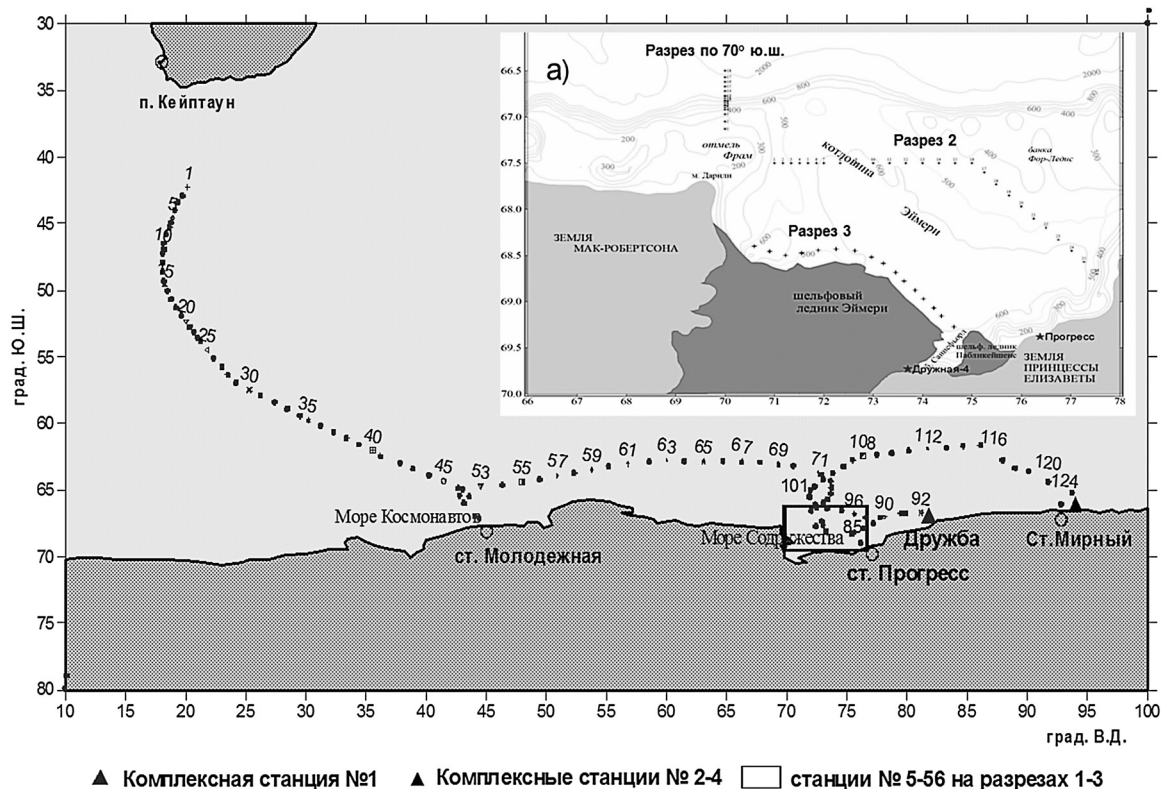 30
35
40
45
50
55
60
65
70
75
80
град. Ю.Ш.
п. Кейптаун
1
5
10
15
20
25
30
35
40
45
53
55
57
59
61
63
65
67
69
71
101
108
112
116
120
124
96
90
92
85
Море Космонавтов
ст. Молодежная
Море Содружества
Дружба
ст. Прогресс
Ст.Мирный
10 15 20 25 30 35 40 45 50 55 60 65 70 75 80 85 90 95 100
град. В.Д.
а)
Разрез по 70° ю.ш.
66.5
67.0
67.5
68.0
68.5
69.0
69.5
70.0
2000
800
600
400
2000
800
600
400
500
300
200
Разрез 2
отмель
Фрам
котловина
банка
Фор-Ледис
м. Дарнли
Эймери
Разрез 3
ЗЕМЛЯ
МАК-РОБЕРТСОНА
шельфовый
ледник Эймери
шельф. ледник
Пабликейшенс
Прогресс
Дружная-4
ЗЕМЛЯ
ПРИНЦЕССЫ
ЕЛИЗАВЕТЫ
66 67 68 69 70 71 72 73 74 75 76 77 78
Комплексная станция №1 Комплексные станции № 2-4 станции № 5-56 на разрезах 1-3